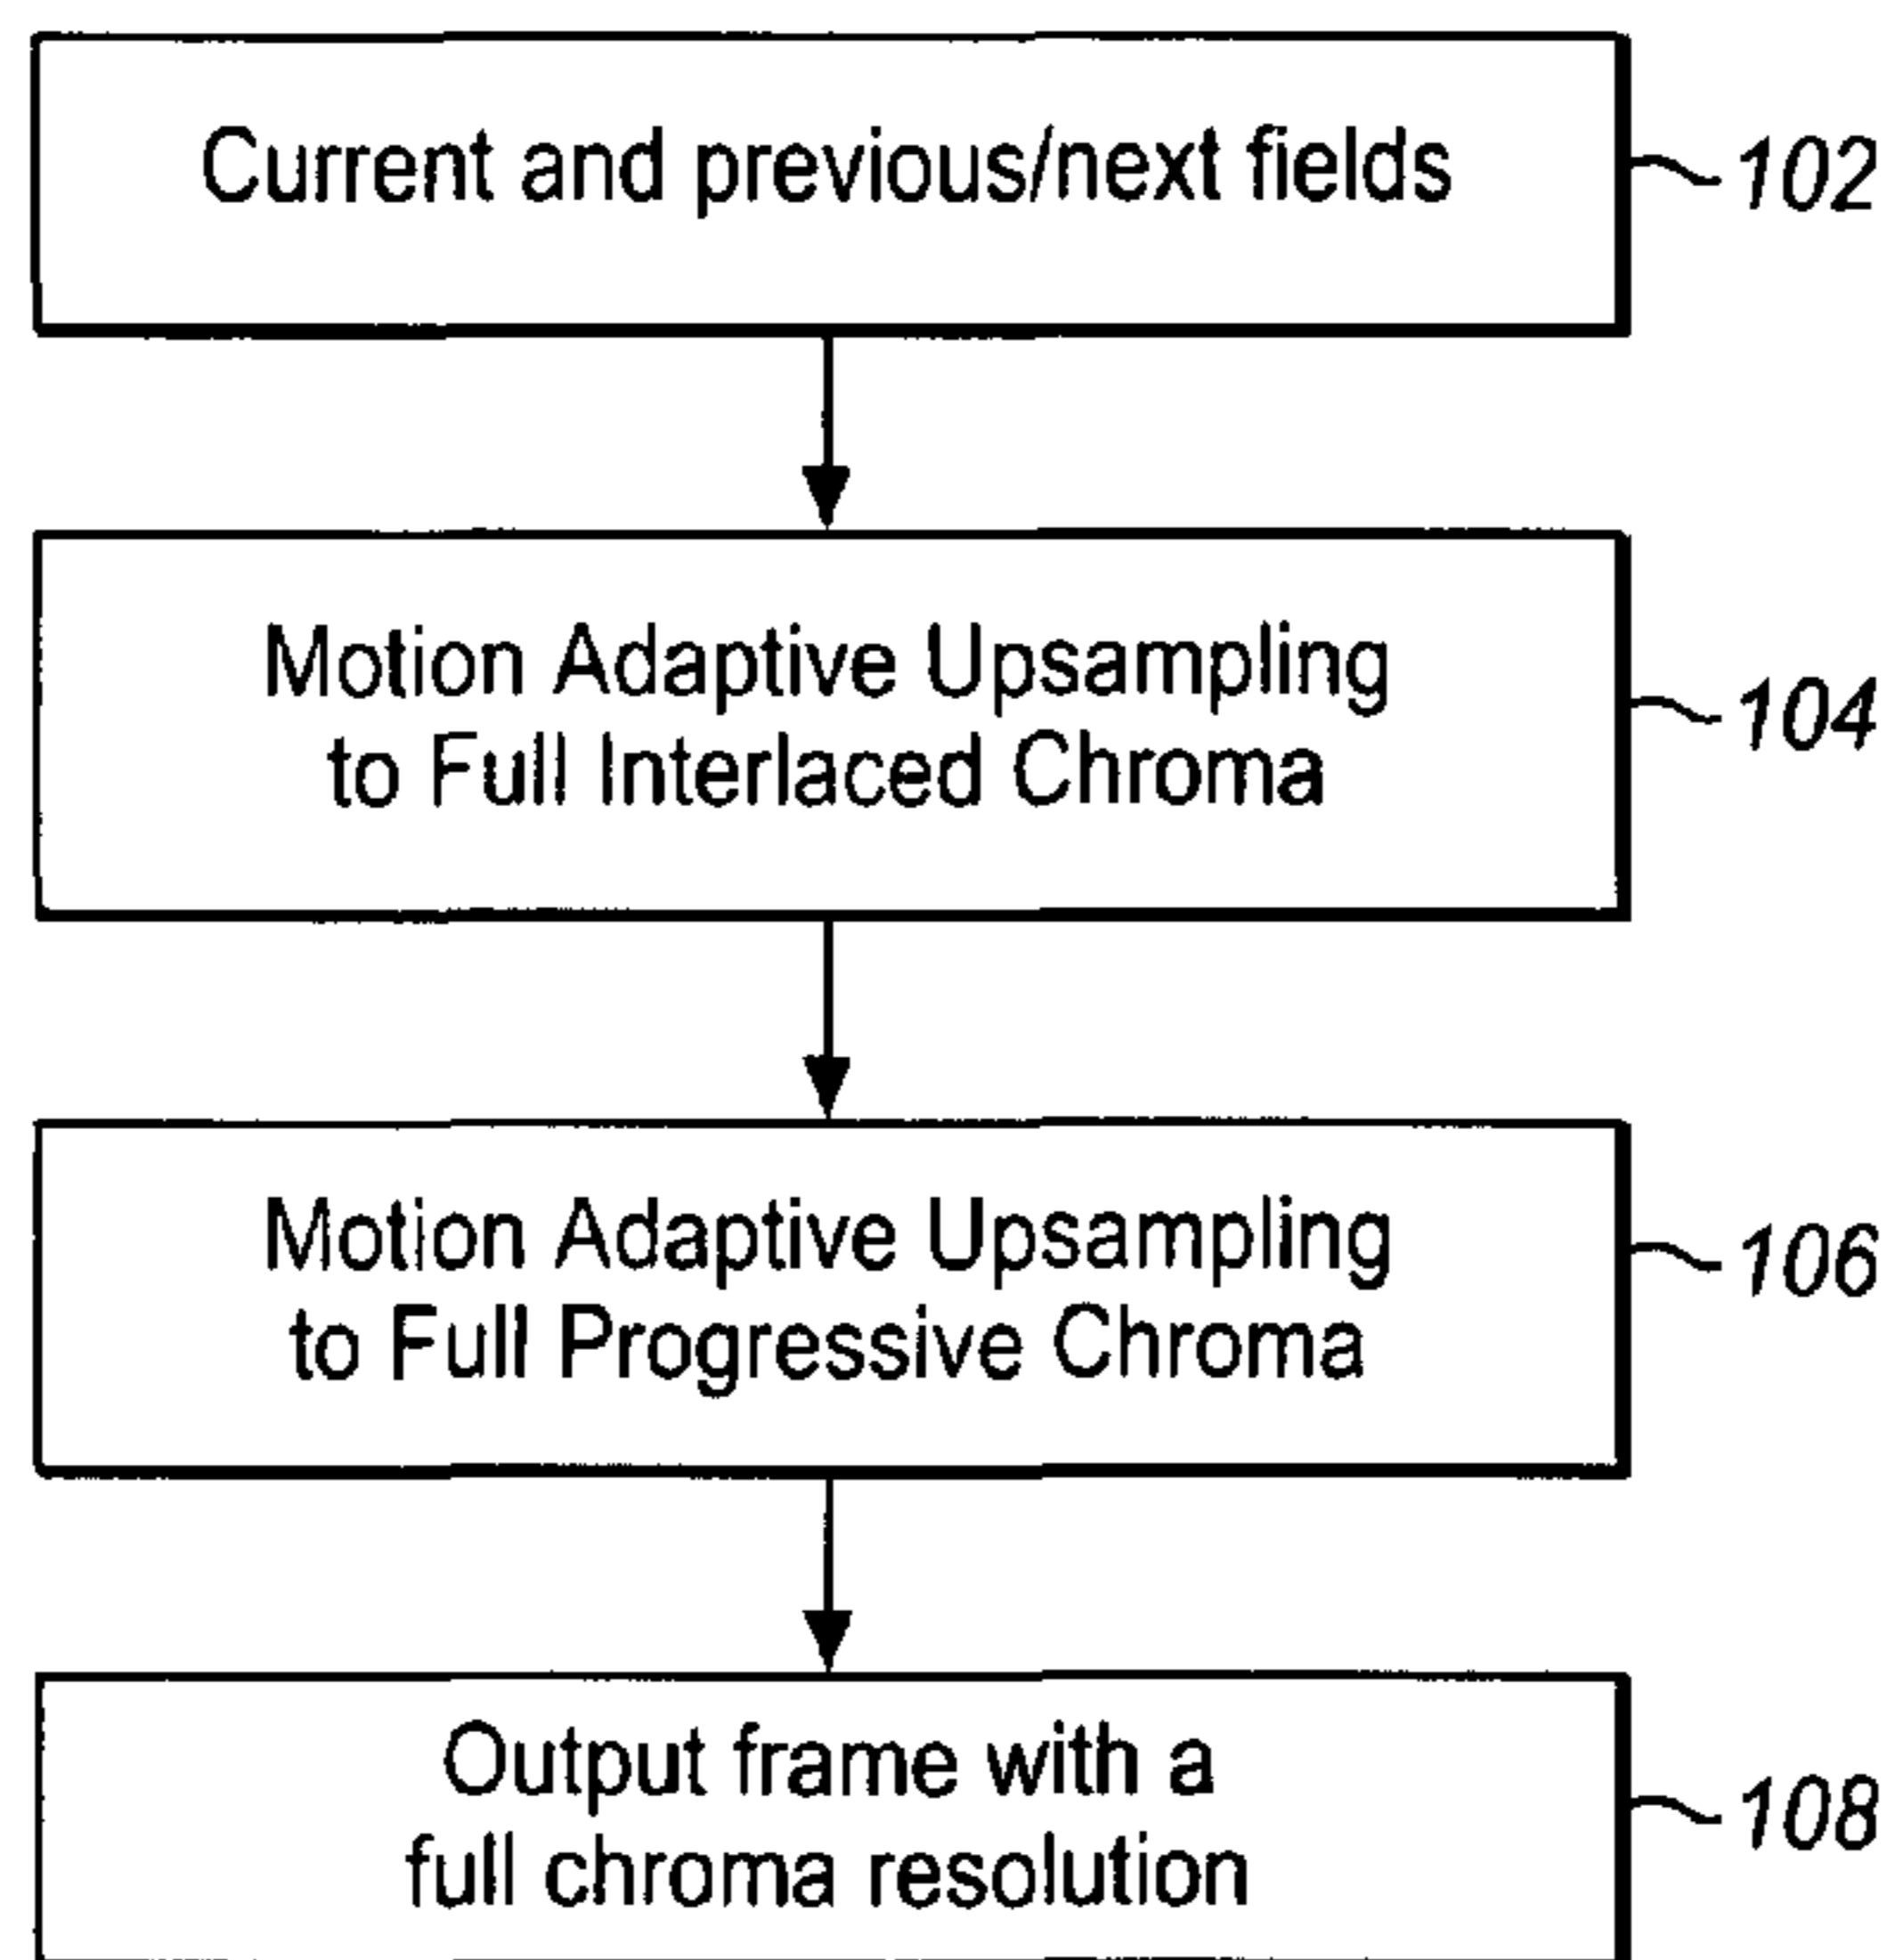 Current and previous/next fields
102
Motion Adaptive Upsampling
to Full Interlaced Chroma
104
Motion Adaptive Upsampling
to Full Progressive Chroma
106
Output frame with a
full chroma resolution
108